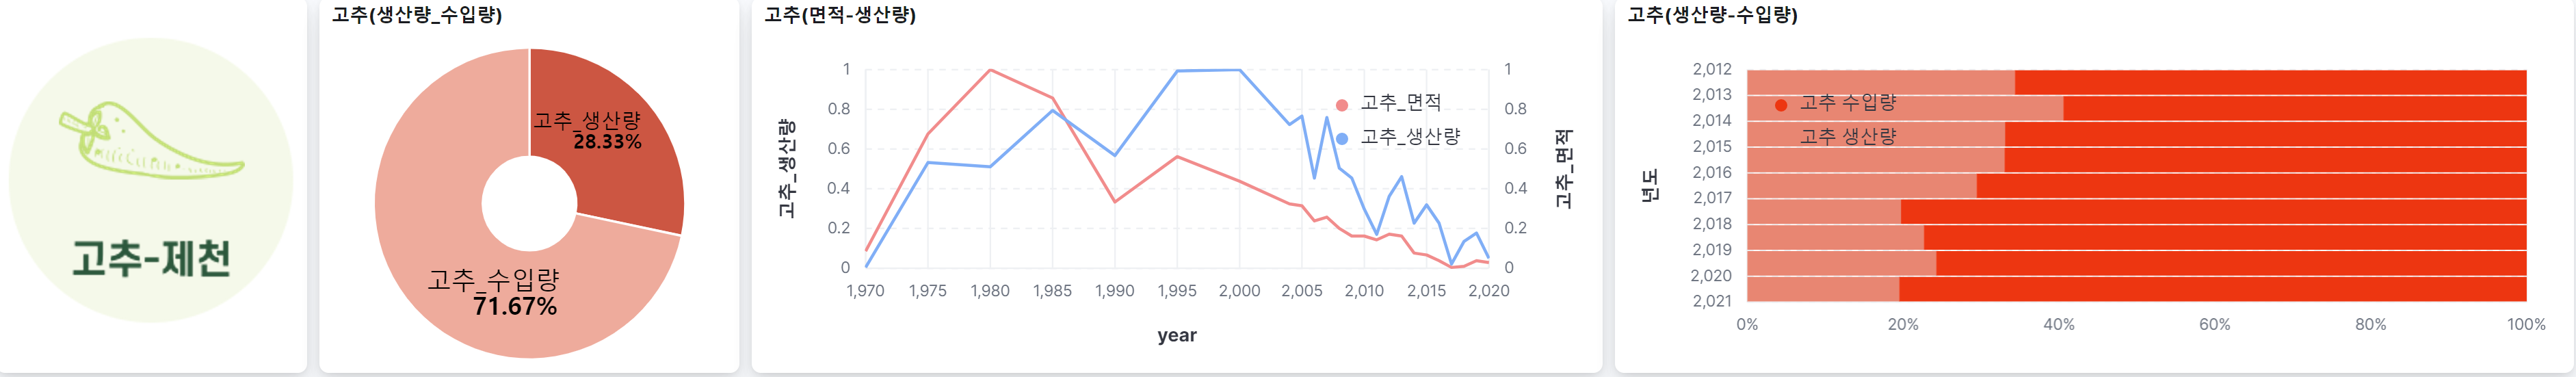 고추-제천
고추(생산량_수입량)
고추_생산량
28.33%
고추_수입량
71.67%
고추(면적-생산량)
고추_생산량
1
0.8
0.6
0.4
0.2
0
고추_면적
고추_생산량
1
0.8
0.6
0.4
0.2
0
고추_면적
1,970 1,975 1,980 1,985 1,990 1,995 2,000 2,005 2,010 2,015 2,020
year
고추(생산량-수입량)
년도
2,012
2,013
2,014
2,015
2,016
2,017
2,018
2,019
2,020
2,021
고추 수입량
고추 생산량
0% 20% 40% 60% 80% 100%